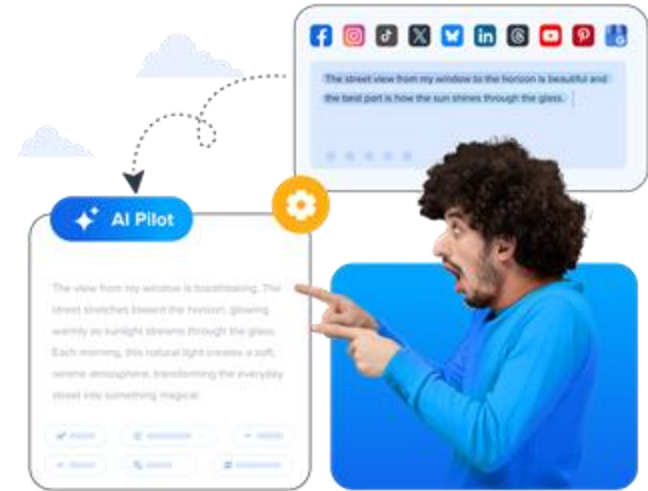 The street view from my window to the horizon is beautiful and
the best part is how the sun shines through the glass.
AI Pilot
The view from my window is breathtaking. The
street stretches toward the horizon, glowing
warmly as sunlight streams through the glass.
Each morning, this natural light creates a soft,
serene atmosphere, transforming the everyday
street into something magical.